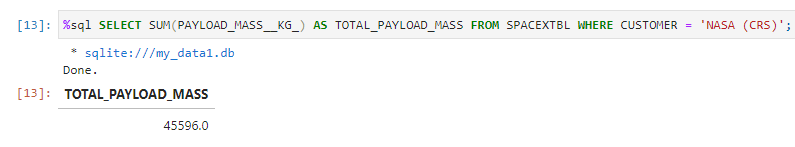 [13]: %sql SELECT SUM(PAYLOAD_MASS__KG_) AS TOTAL_PAYLOAD_MASS FROM SPACEXTBL WHERE CUSTOMER = 'NASA (CRS)';
* sqlite:///my_data1.db
Done.
[13]: TOTAL_PAYLOAD_MASS
45596.0